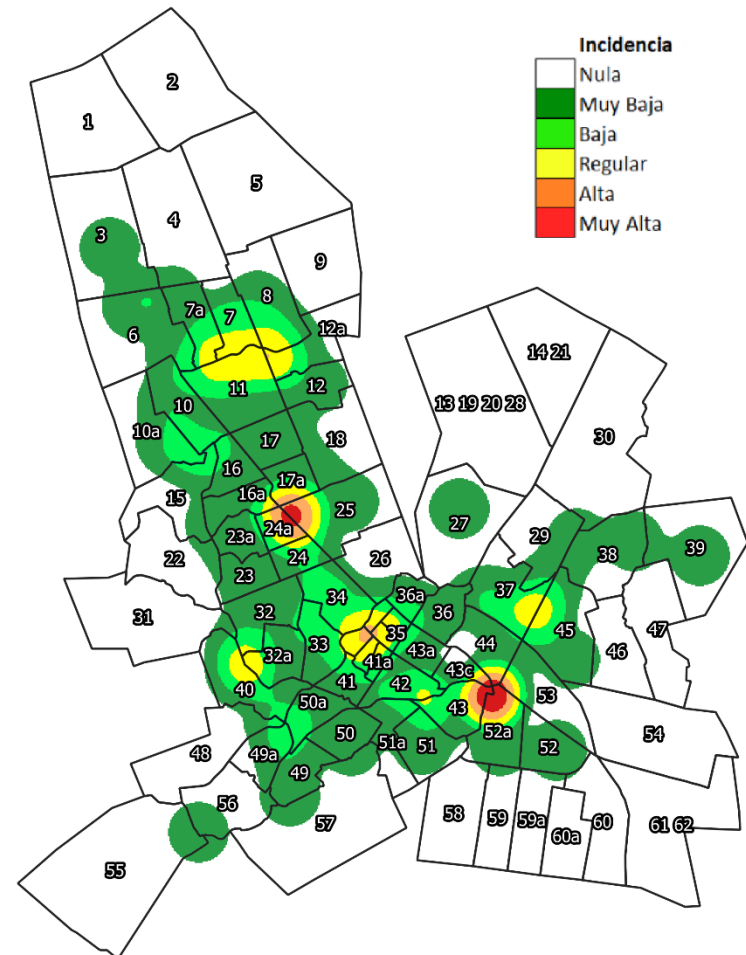 Incidencia
Nula
Muy Baja
Baja
Regular
Alta
Muy Alta
2
1
5
3
4
9
8
7a
7
6
12a
14 21
11
12
13 19 20 28
10
10a
17
18
30
16
15
17a
16a
25
24a
27
23a
29
22
24
26
38
39
23
37
34
36a
31
32
36
45
33
35
44
47
32a
43a
46
41a
43c
41
42
40
53
50a
43
52a
54
50
48
49a
51a
51
52
49
56
57
58
59
59a
60a
60
61 62
55